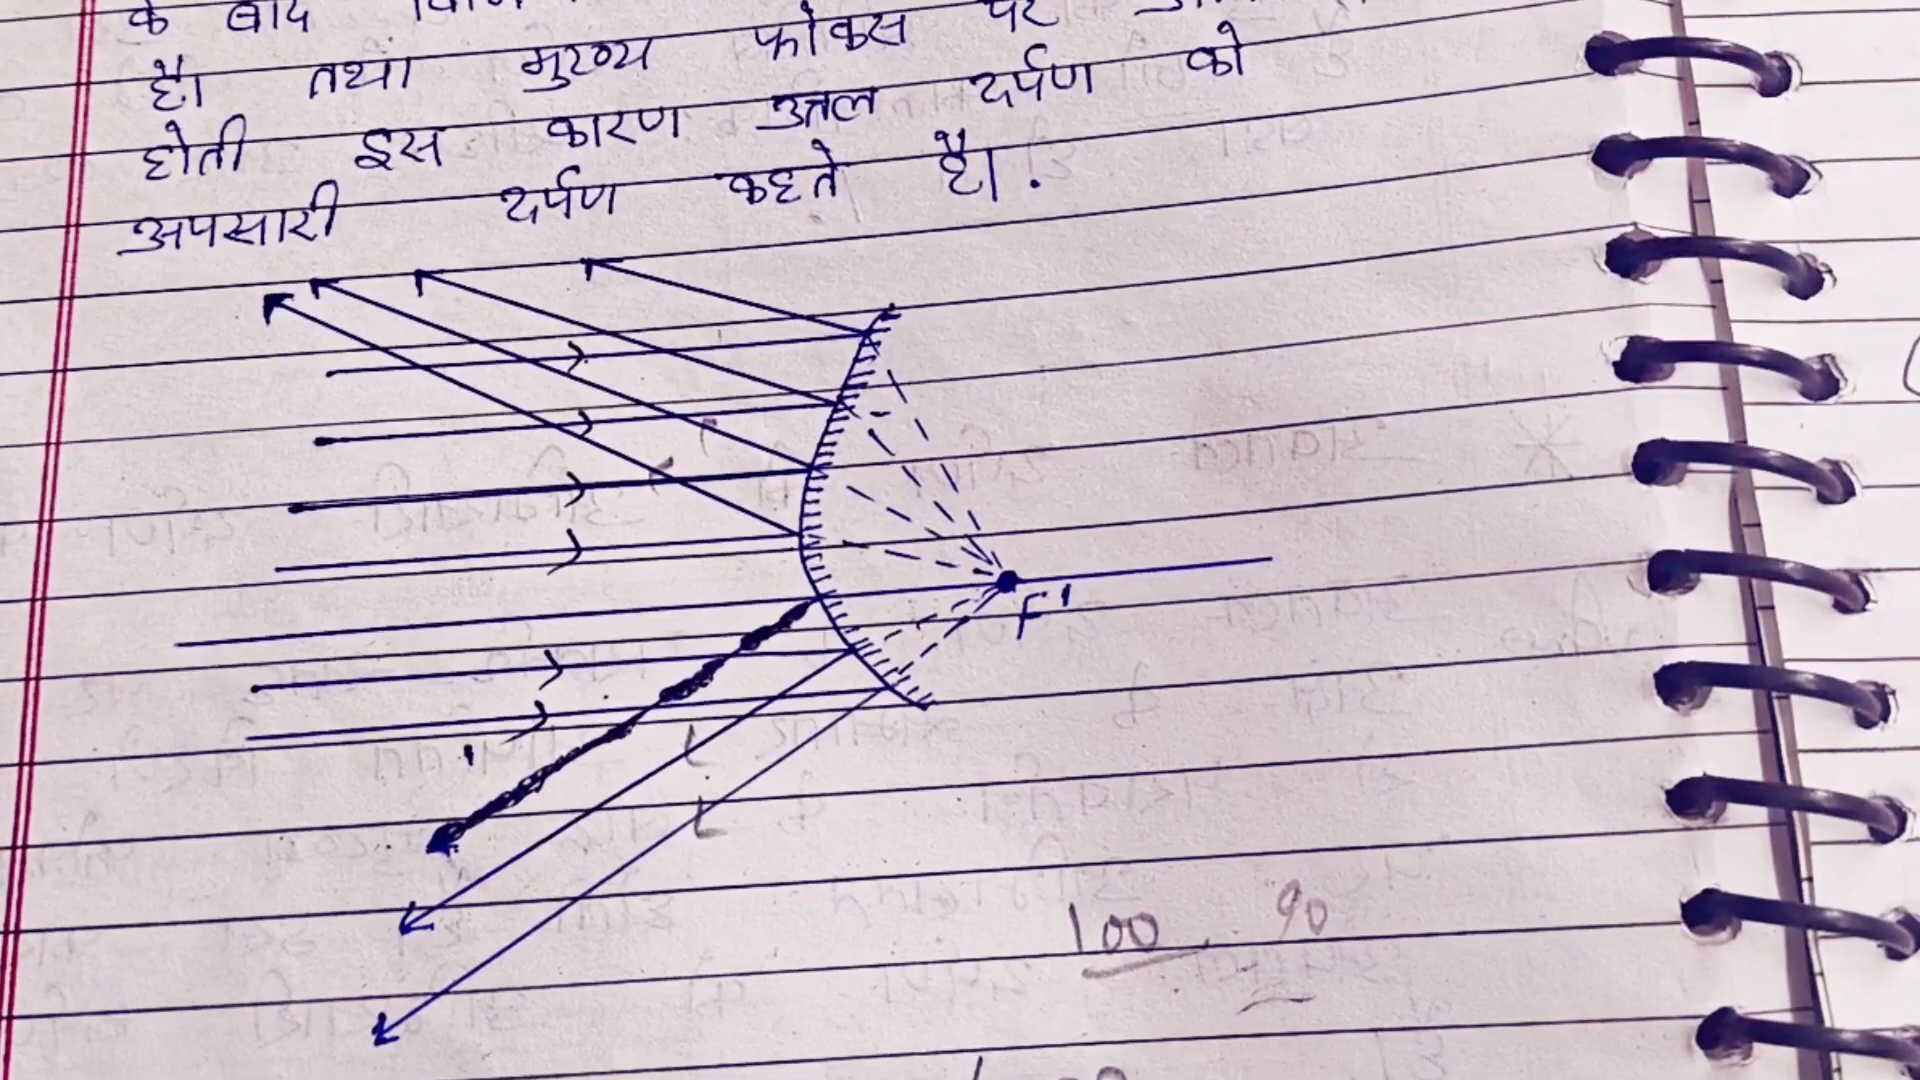 के बाद
है। तथा मुख्य फोकस पर
होती इस कारण उत्तल दर्पण को
अपसारी दर्पण कहते है।.
F'
100 90